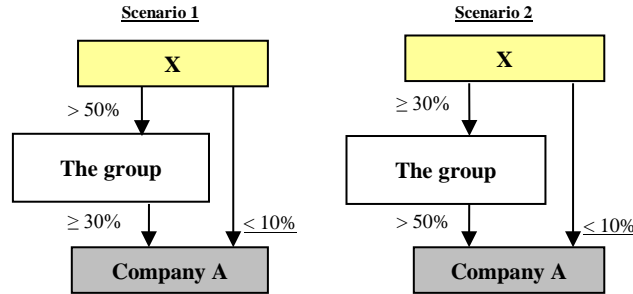 Scenario 1
X
> 50%
The group
≥ 30%
< 10%
Company A
Scenario 2
X
≥ 30%
The group
> 50%
< 10%
Company A